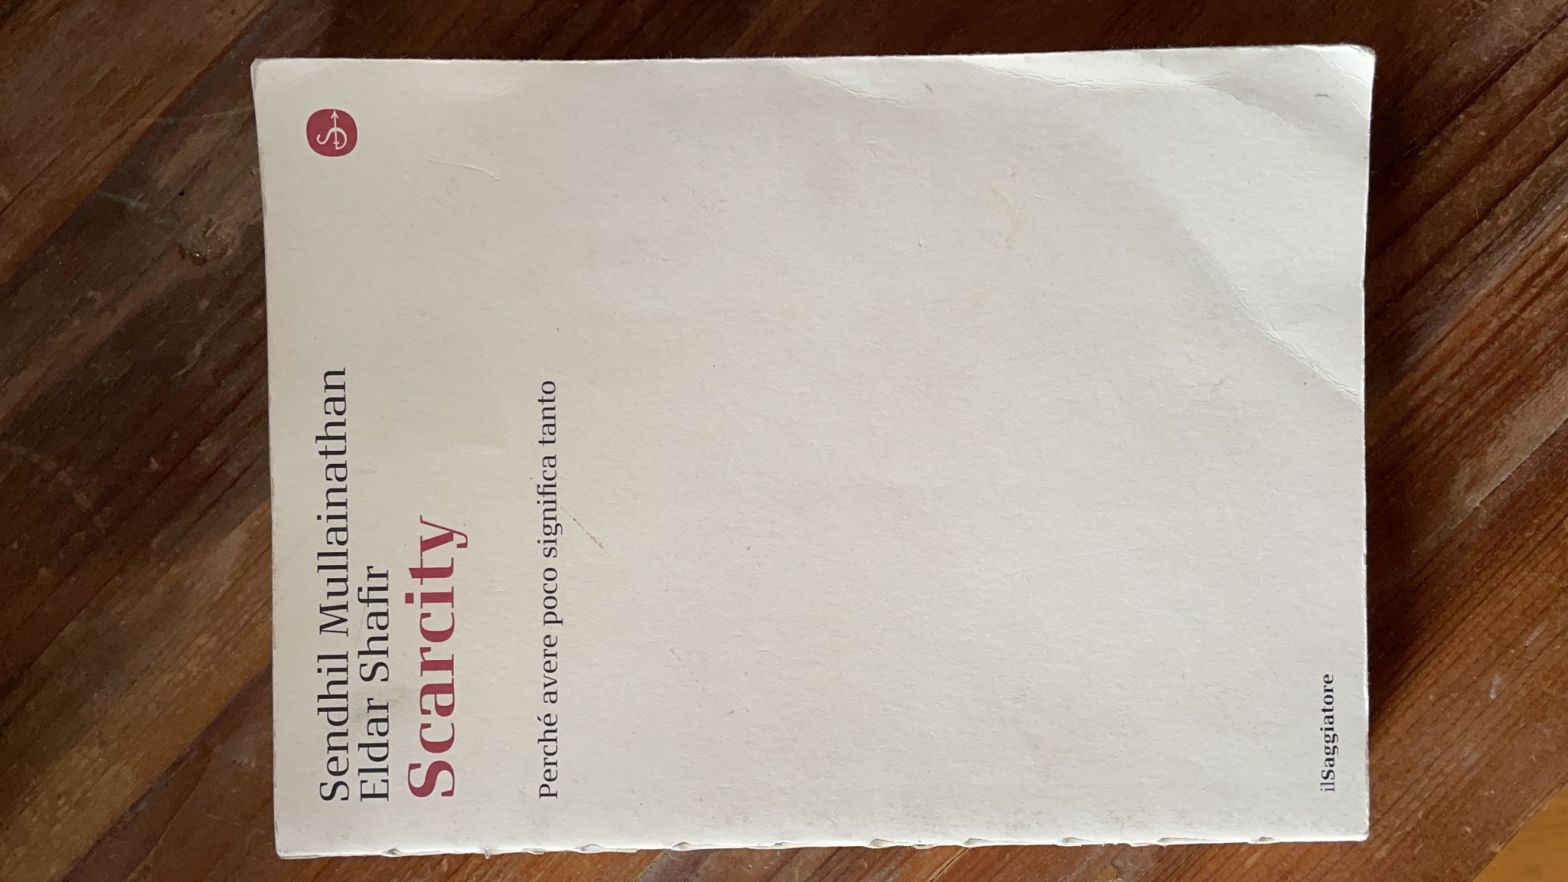 Sendhil Mullainathan
Eldar Shafir
Scarcity
Perché avere poco significa tanto
ilSaggiatore